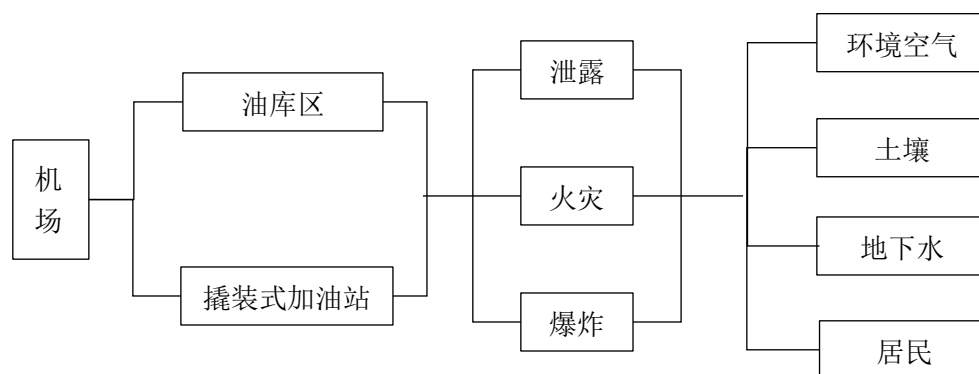 机
场
油库区
撬装式加油站
泄露
火灾
爆炸
环境空气
土壤
地下水
居民